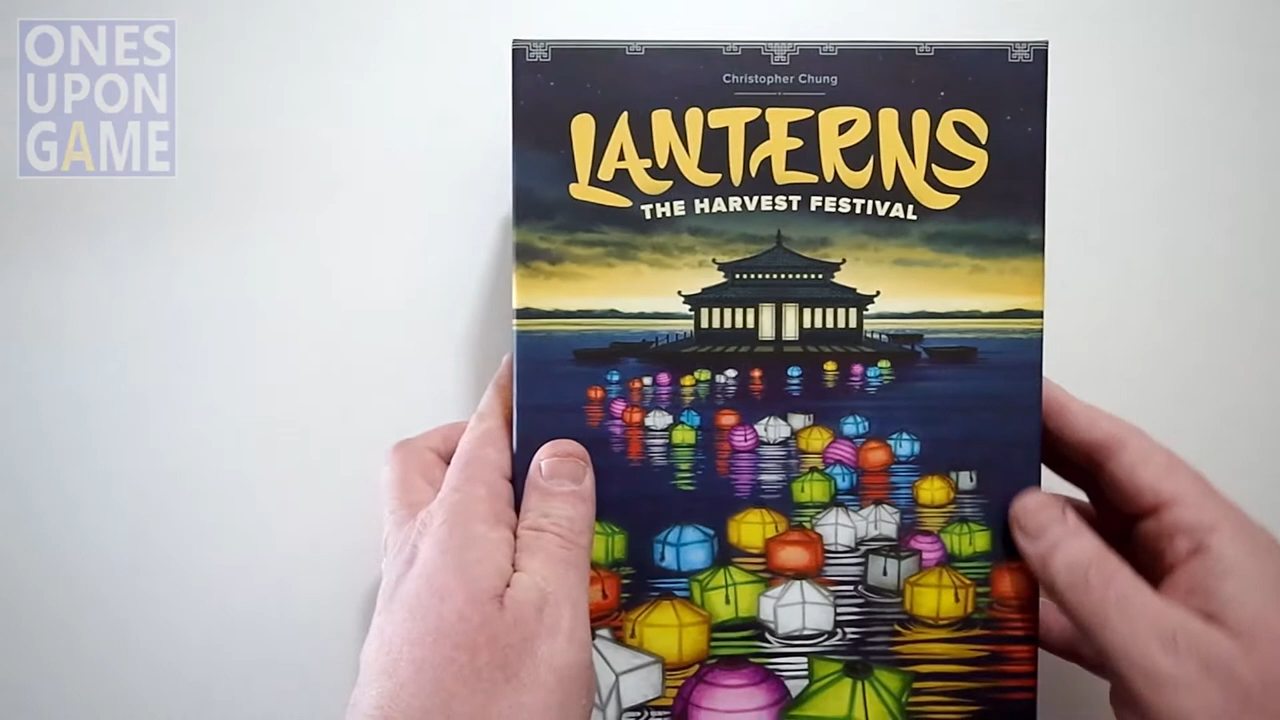 ONES
UPON
GAME
Christopher Chung
LANTERNS
THE HARVEST FESTIVAL